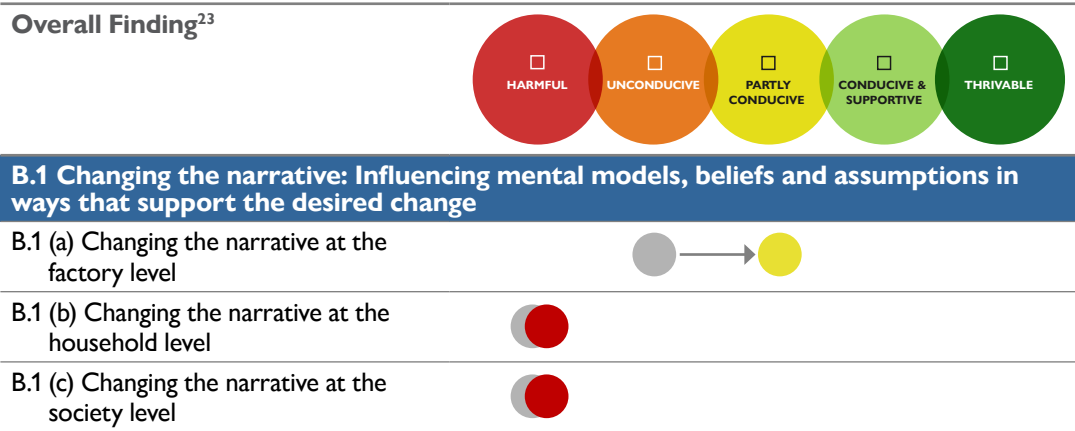 Overall Finding23
☐ ☐ ☐ ☐ ☐
HARMFUL UNCONDUCIVE PARTLY CONDUCIVE CONDUCIVE & SUPPORTIVE THRIVABLE
B.1 Changing the narrative: Influencing mental models, beliefs and assumptions in
ways that support the desired change
B.1 (a) Changing the narrative at the
factory level
B.1 (b) Changing the narrative at the
household level
B.1 (c) Changing the narrative at the
society level